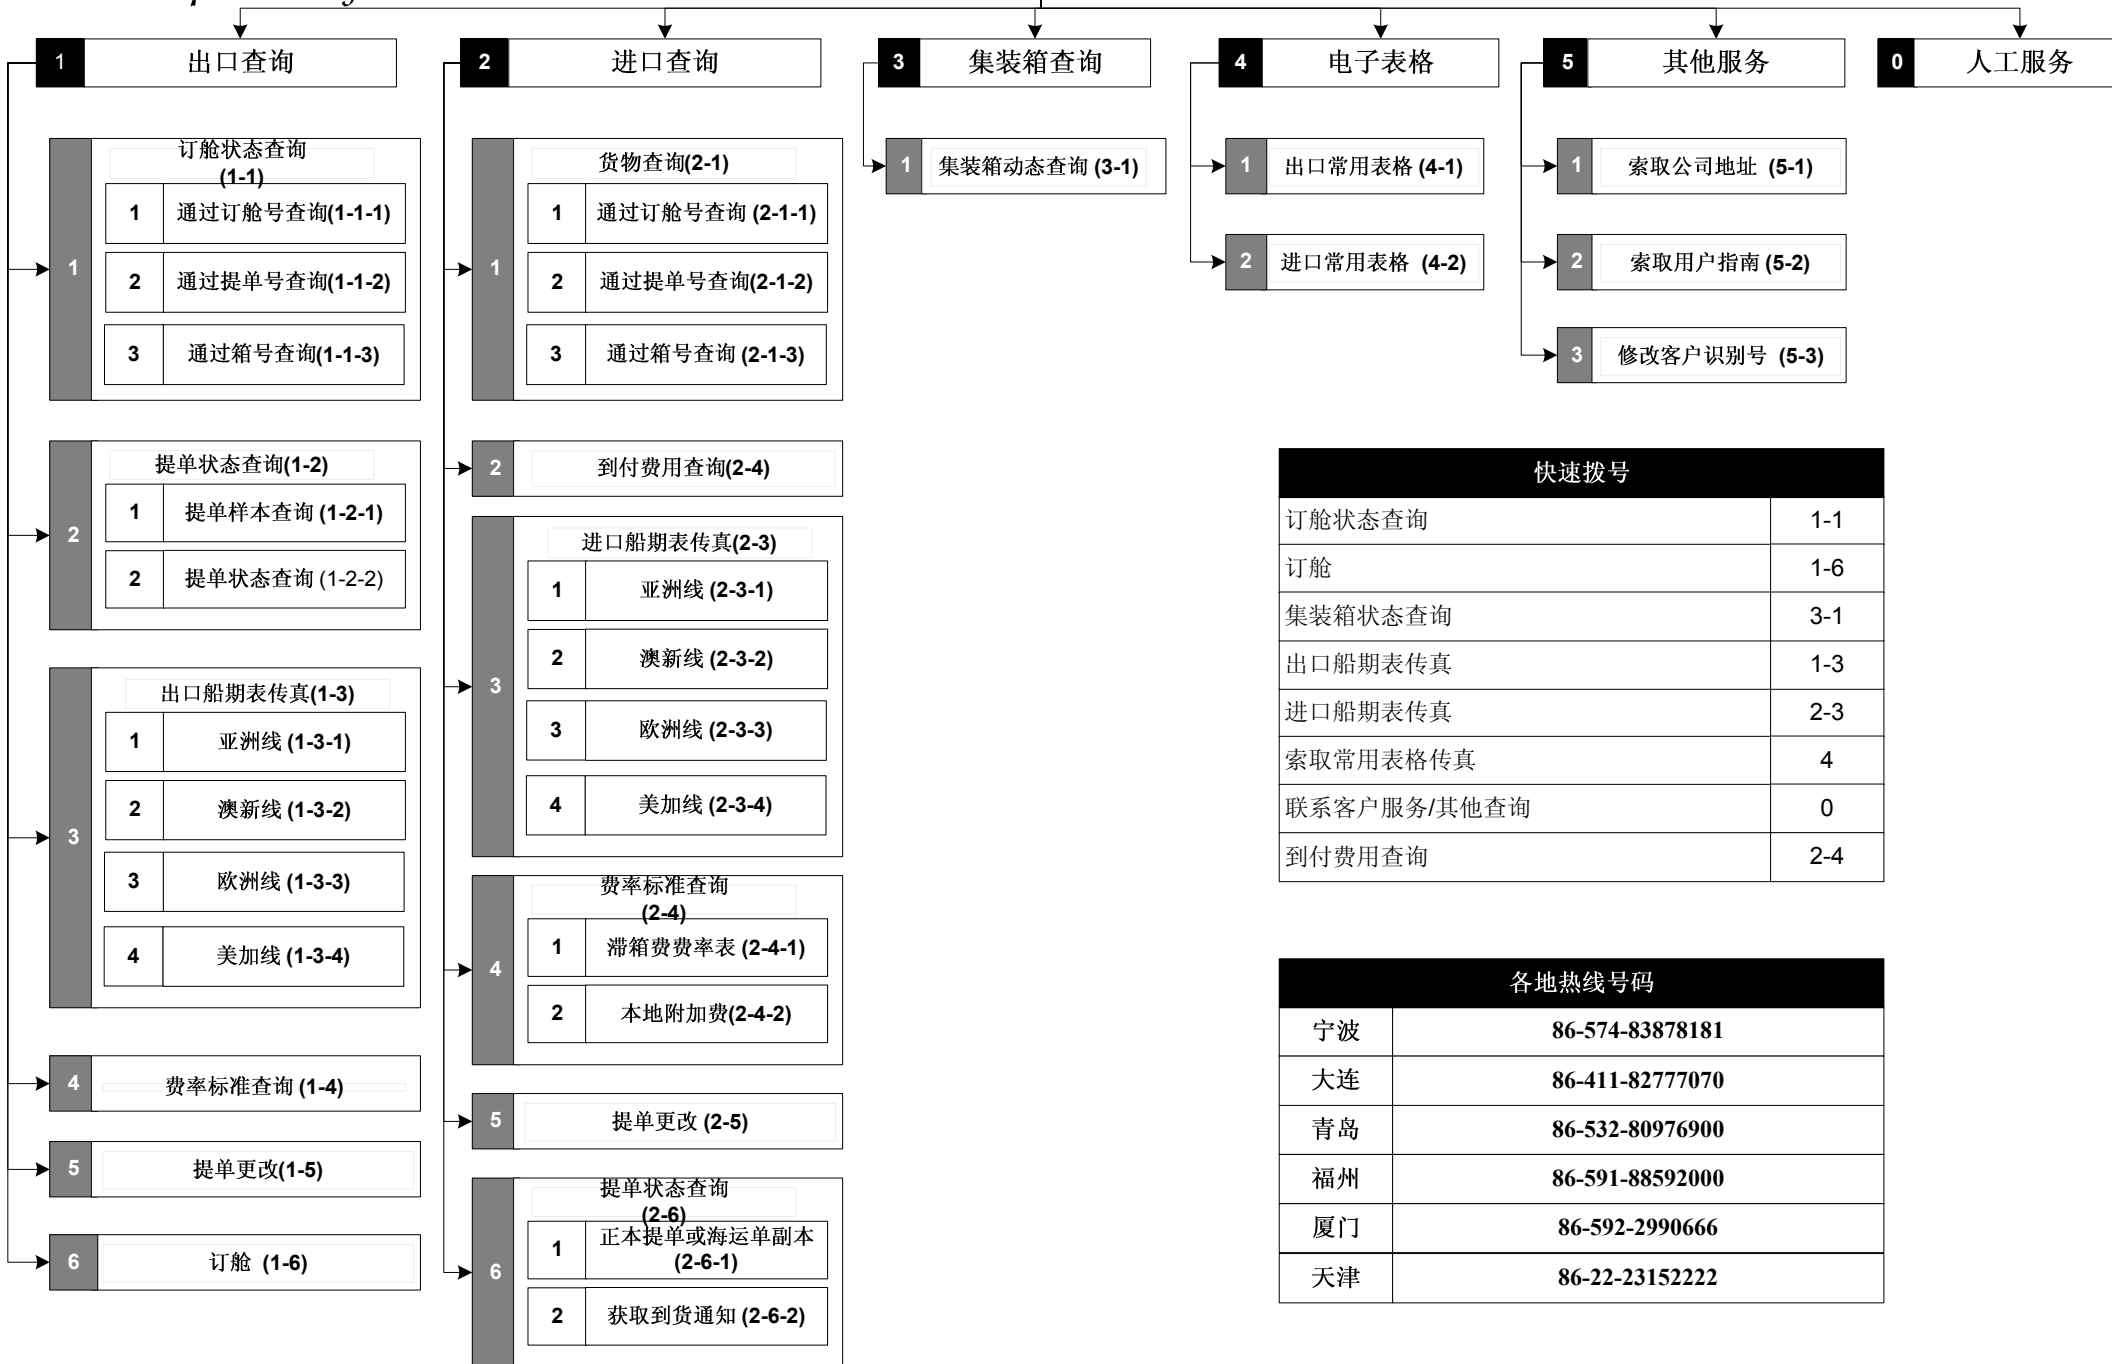 1 出口查询
2 进口查询
3 集装箱查询
4 电子表格
5 其他服务
0 人工服务
1
订舱状态查询
(1-1)
1 通过订舱号查询(1-1-1)
2 通过提单号查询(1-1-2)
3 通过箱号查询(1-1-3)
2
提单状态查询(1-2)
1 提单样本查询 (1-2-1)
2 提单状态查询 (1-2-2)
3
出口船期表传真(1-3)
1 亚洲线 (1-3-1)
2 澳新线 (1-3-2)
3 欧洲线 (1-3-3)
4 美加线 (1-3-4)
4 费率标准查询 (1-4)
5 提单更改(1-5)
6 订舱 (1-6)
1
货物查询(2-1)
1 通过订舱号查询 (2-1-1)
2 通过提单号查询(2-1-2)
3 通过箱号查询 (2-1-3)
2 到付费用查询(2-4)
3
进口船期表传真(2-3)
1 亚洲线 (2-3-1)
2 澳新线 (2-3-2)
3 欧洲线 (2-3-3)
4 美加线 (2-3-4)
4
费率标准查询
(2-4)
1 滞箱费费率表 (2-4-1)
2 本地附加费(2-4-2)
5 提单更改 (2-5)
6
提单状态查询
(2-6)
1 正本提单或海运单副本
(2-6-1)
2 获取到货通知 (2-6-2)
1 集装箱动态查询 (3-1)
1 出口常用表格 (4-1)
2 进口常用表格 (4-2)
1 索取公司地址 (5-1)
2 索取用户指南 (5-2)
3 修改客户识别号 (5-3)
快速拨号
订舱状态查询 1-1
订舱 1-6
集装箱状态查询 3-1
出口船期表传真 1-3
进口船期表传真 2-3
索取常用表格传真 4
联系客户服务/其他查询 0
到付费用查询 2-4
各地热线号码
宁波 86-574-83878181
大连 86-411-82777070
青岛 86-532-80976900
福州 86-591-88592000
厦门 86-592-2990666
天津 86-22-23152222